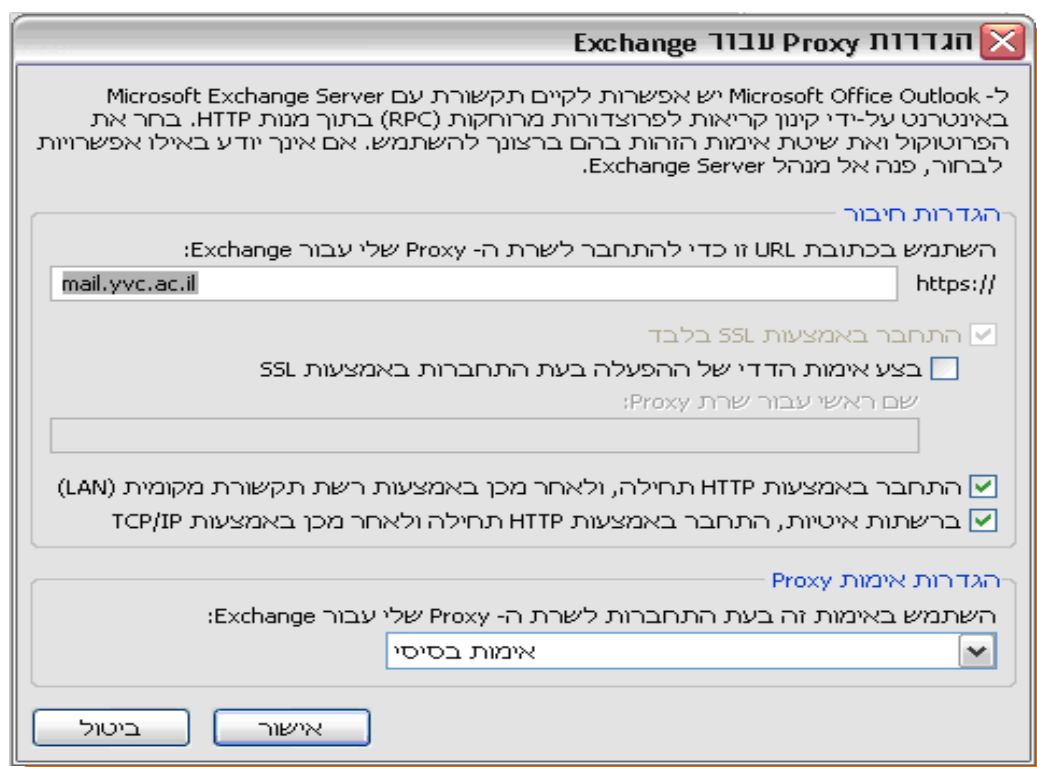 הגדרות Proxy עבור Exchange
ל- Microsoft Office Outlook יש אפשרות לקיים תקשורת עם Microsoft Exchange Server
באינטרנט על-ידי קינון קריאות לפרוצדורות מרוחקות (RPC) בתוך מנות HTTP. בחר את
הפרוטוקול ואת שיטת אימות הזהות בהם ברצונך להשתמש. אם אינך יודע באילו אפשרויות
לבחור, פנה אל מנהל Exchange Server.
הגדרות חיבור
השתמש בכתובת URL זו כדי להתחבר לשרת ה- Proxy שלי עבור Exchange:
https:// mail.yvc.ac.il
התחבר באמצעות SSL בלבד
בצע אימות הדדי של ההפעלה בעת התחברות באמצעות SSL
שם ראשי עבור שרת Proxy:
התחבר באמצעות HTTP תחילה, ולאחר מכן באמצעות רשת תקשורת מקומית (LAN)
ברשתות איטיות, התחבר באמצעות HTTP תחילה ולאחר מכן באמצעות TCP/IP
הגדרות אימות Proxy
השתמש באימות זה בעת התחברות לשרת ה- Proxy שלי עבור Exchange:
אימות בסיסי
אישור ביטול